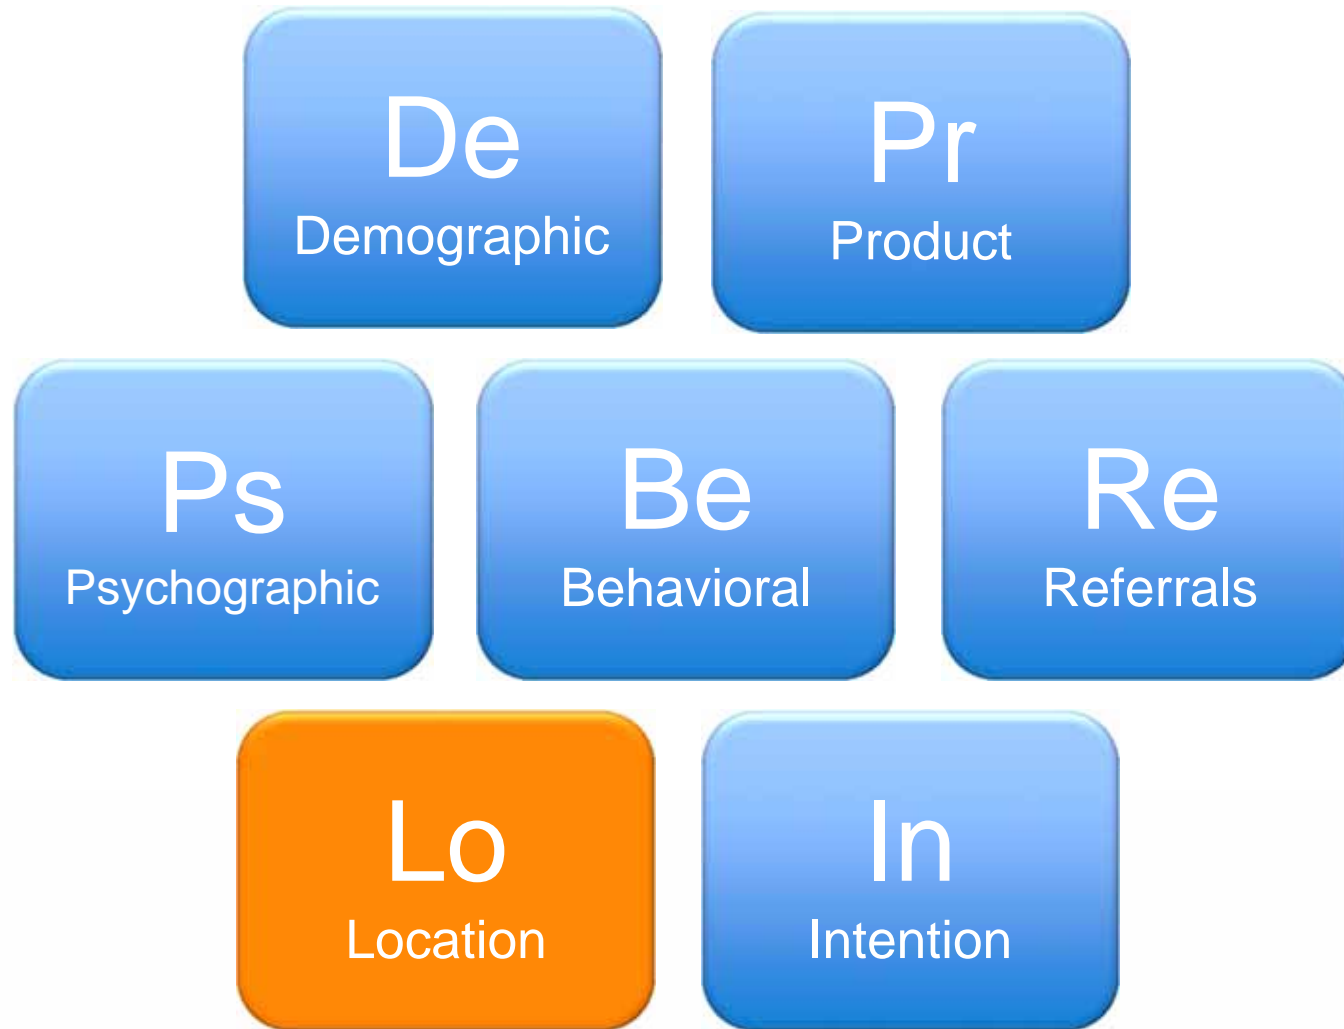 De
Demographic
Pr
Product
Ps
Psychographic
Be
Behavioral
Re
Referrals
Lo
Location
In
Intention